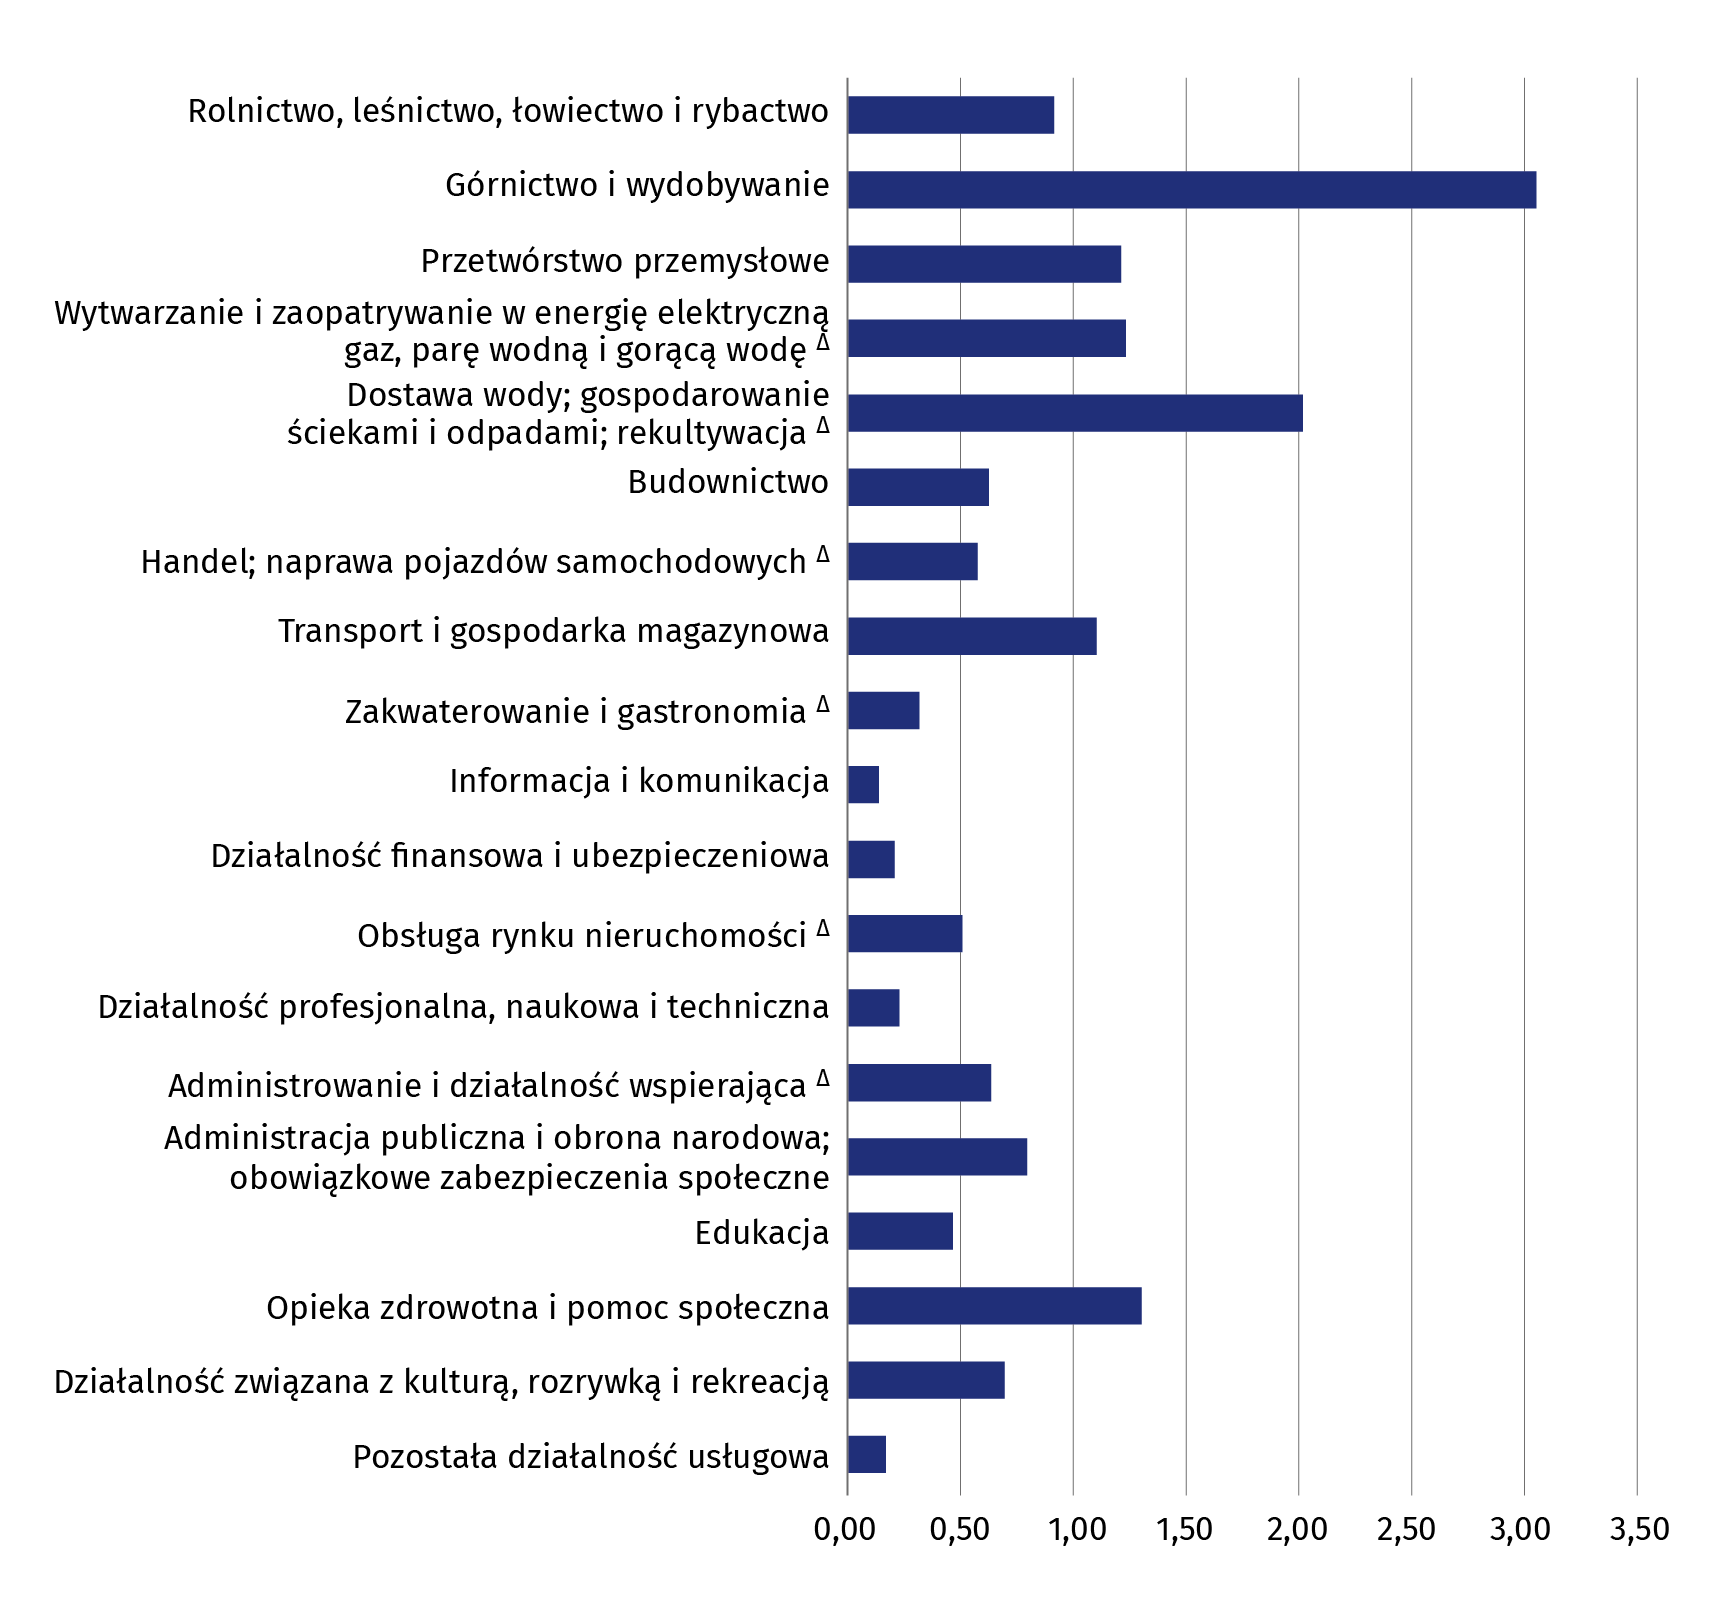 Rolnictwo, leśnictwo, łowiectwo i rybactwo
Górnictwo i wydobywanie
Przetwórstwo przemysłowe
Wytwarzanie i zaopatrywanie w energię elektryczną
gaz, parę wodną i gorącą wodę Δ
Dostawa wody; gospodarowanie
ściekami i odpadami; rekultywacja Δ
Budownictwo
Handel; naprawa pojazdów samochodowych Δ
Transport i gospodarka magazynowa
Zakwaterowanie i gastronomia Δ
Informacja i komunikacja
Działalność finansowa i ubezpieczeniowa
Obsługa rynku nieruchomości Δ
Działalność profesjonalna, naukowa i techniczna
Administrowanie i działalność wspierająca Δ
Administracja publiczna i obrona narodowa;
obowiązkowe zabezpieczenia społeczne
Edukacja
Opieka zdrowotna i pomoc społeczna
Działalność związana z kulturą, rozrywką i rekreacją
Pozostała działalność usługowa
0,00 0,50 1,00 1,50 2,00 2,50 3,00 3,50